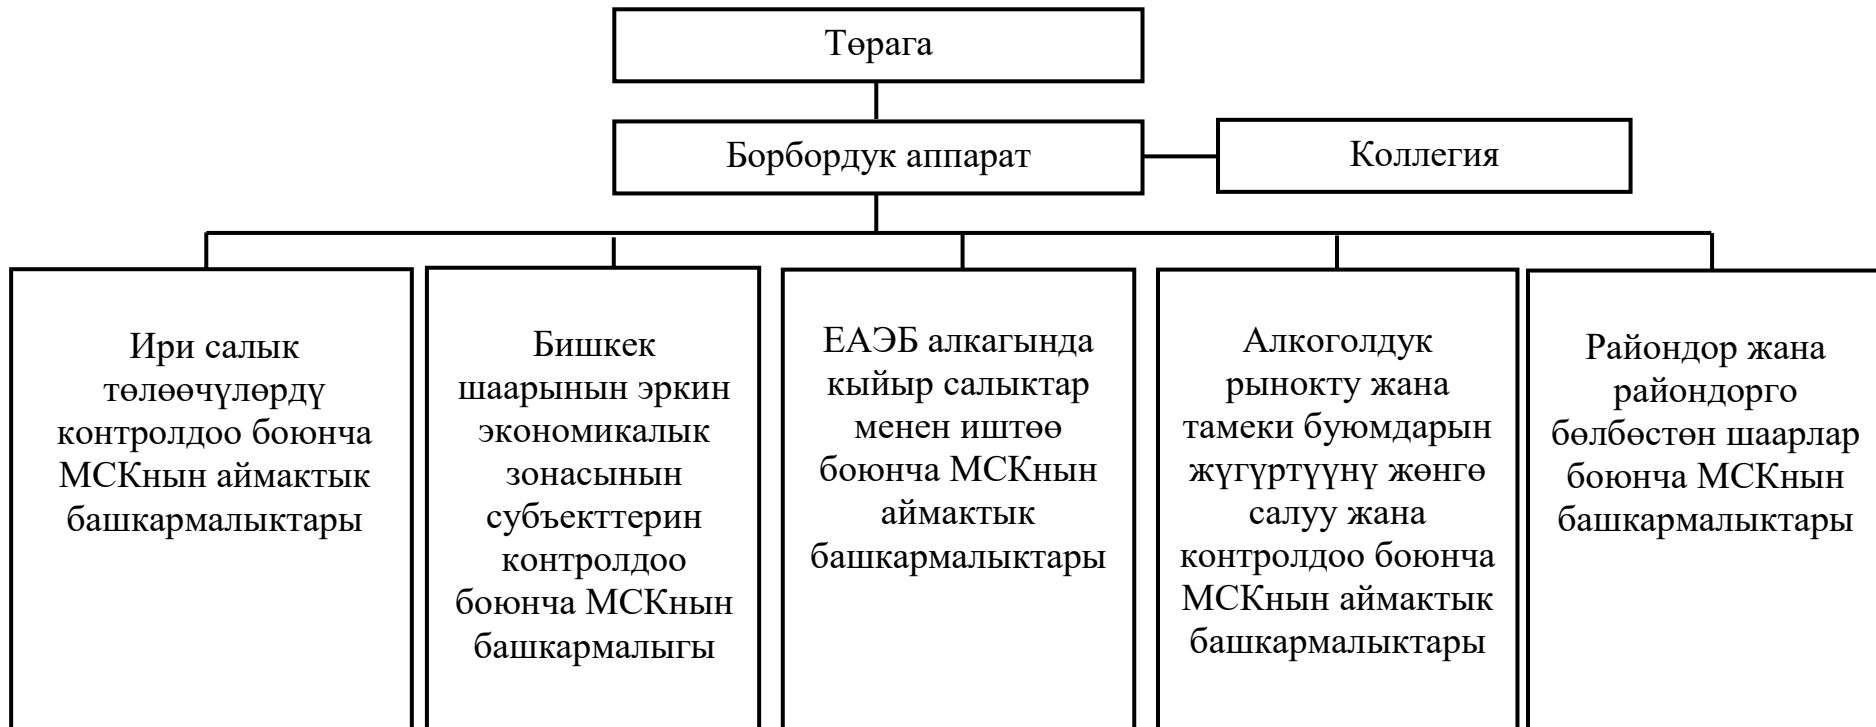 Төрага
Борбордук аппарат
Коллегия
Ири салык
төлөөчүлөрдү
контролдоо боюнча
МСКнын аймактык
башкармалыктары
Бишкек
шаарынын эркин
экономикалык
зонасынын
субъекттерин
контролдоо
боюнча МСКнын
башкармалыгы
ЕАЭБ алкагында
кыйыр салыктар
менен иштөө
боюнча МСКнын
аймактык
башкармалыктары
Алкоголдук
рынокту жана
тамеки буюмдарын
жүгүртүүнү жөнгө
салуу жана
контролдоо боюнча
МСКнын аймактык
башкармалыктары
Райондор жана
райондорго
бөлбөстөн шаарлар
боюнча МСКнын
башкармалыктары